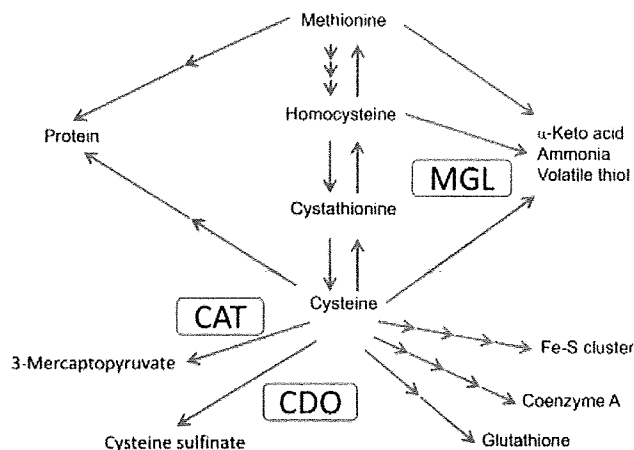 Methionine
Homocysteine
Protein
α-Keto acid
Ammonia
Volatile thiol
MGL
Cystathionine
Cysteine
CAT
3-Mercaptopyruvate
Fe-S cluster
CDO
Coenzyme A
Cysteine sulfinate
Glutathione